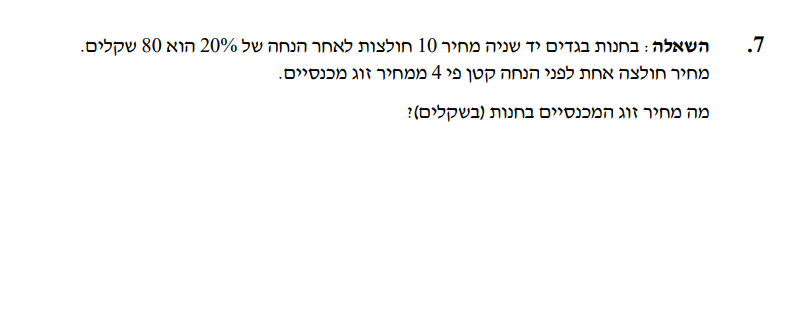 7. השאלה: בחנות בגדים יד שניה מחיר 10 חולצות לאחר הנחה של 20% הוא 80 שקלים.
מחיר חולצה אחת לפני הנחה קטן פי 4 ממחיר זוג מכנסיים.
מה מחיר זוג המכנסיים בחנות (בשקלים)?